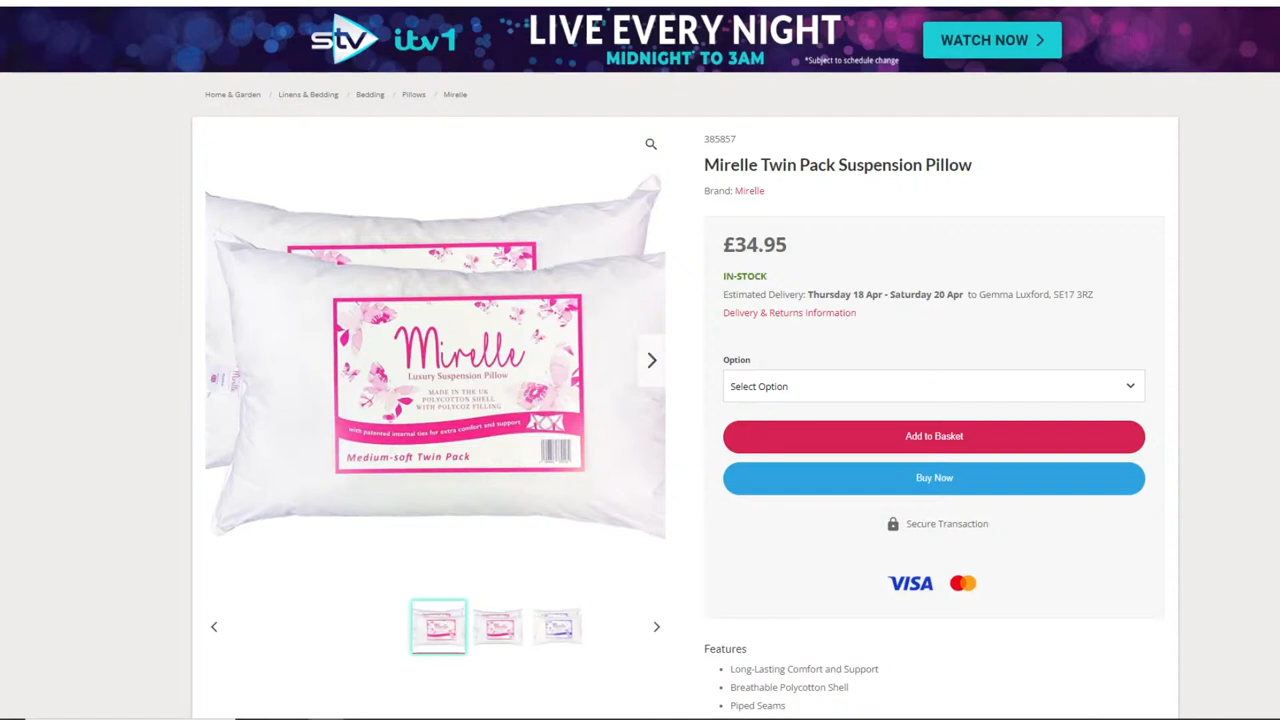 stv itv1
LIVE EVERY NIGHT
MIDNIGHT TO 3AM
*Subject to schedule change
WATCH NOW
Home & Garden / Linens & Bedding / Bedding / Pillows / Mirelle
385857
Mirelle Twin Pack Suspension Pillow
Brand: Mirelle
£34.95
IN-STOCK
Estimated Delivery: Thursday 18 Apr - Saturday 20 Apr to Gemma Luxford, SE17 3RZ
Delivery & Returns Information
Option
Select Option
Add to Basket
Buy Now
Secure Transaction
VISA
Mirelle
Luxury Suspension Pillow
MADE IN THE UK
POLYCOTTON SHELL
WITH POLYCOZ FILLING
with patented internal ties for extra comfort and support
Medium-soft Twin Pack
Features
Long-Lasting Comfort and Support
Breathable Polycotton Shell
Piped Seams